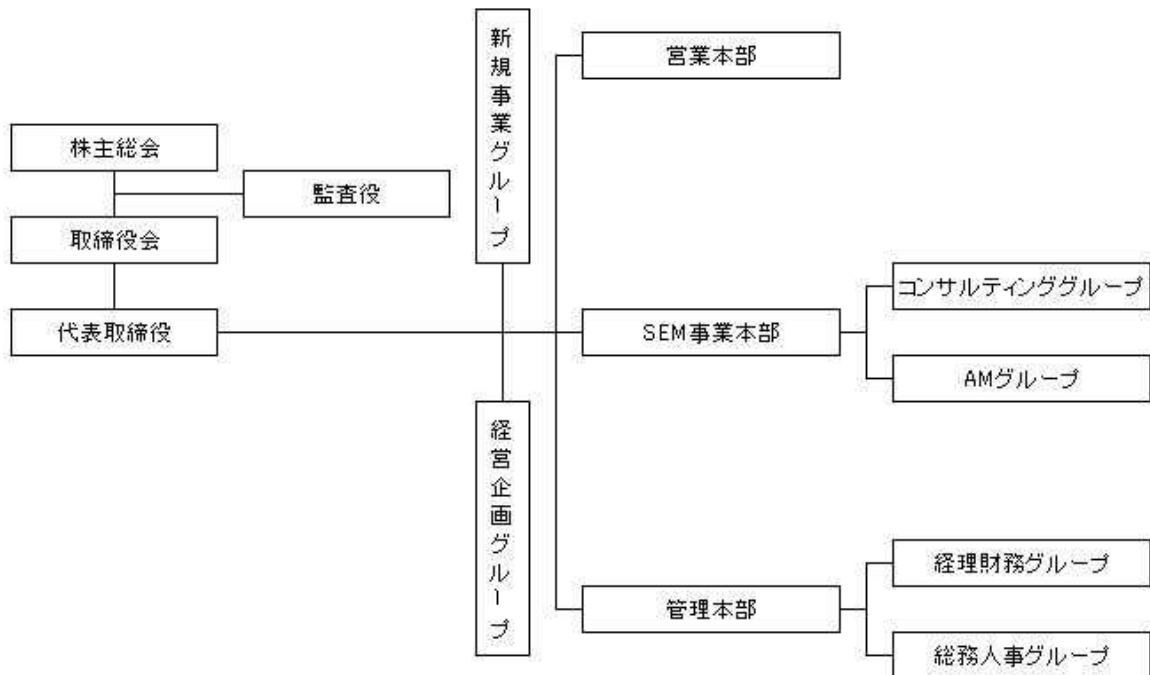 株主総会
監査役
取締役会
代表取締役
新規事業グループ
経営企画グループ
営業本部
SEM事業本部
コンサルティンググループ
AMグループ
管理本部
経理財務グループ
総務人事グループ